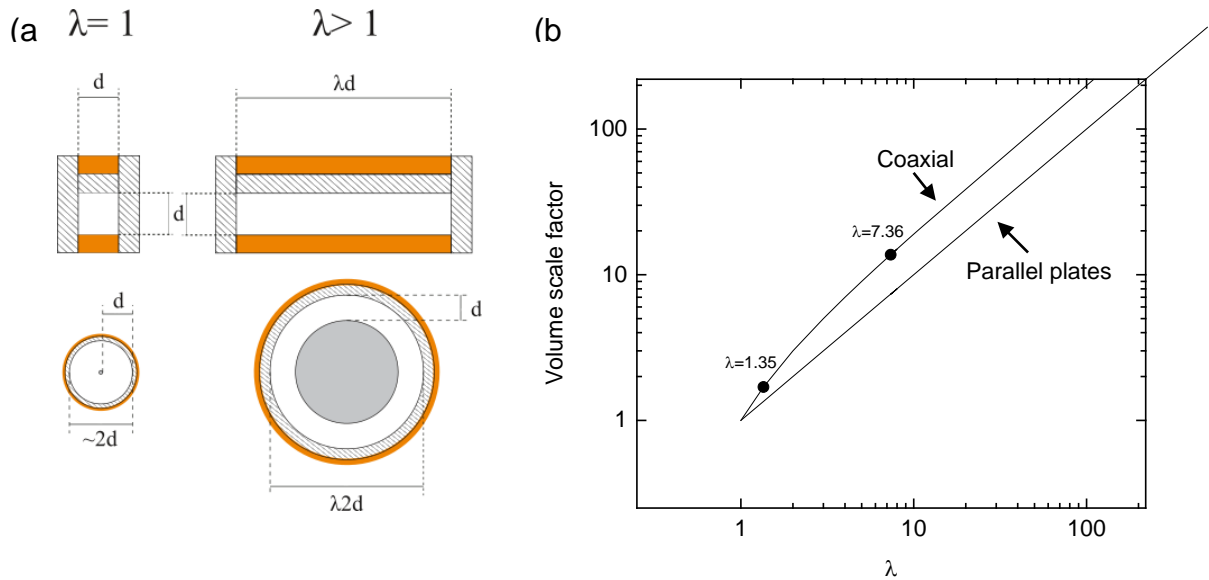 (a
λ= 1
λ> 1
d
λd
d
d
~2d
d
λ2d
(b
Volume scale factor
100
10
1
Coaxial
λ=7.36
Parallel plates
λ=1.35
1
10
100
λ